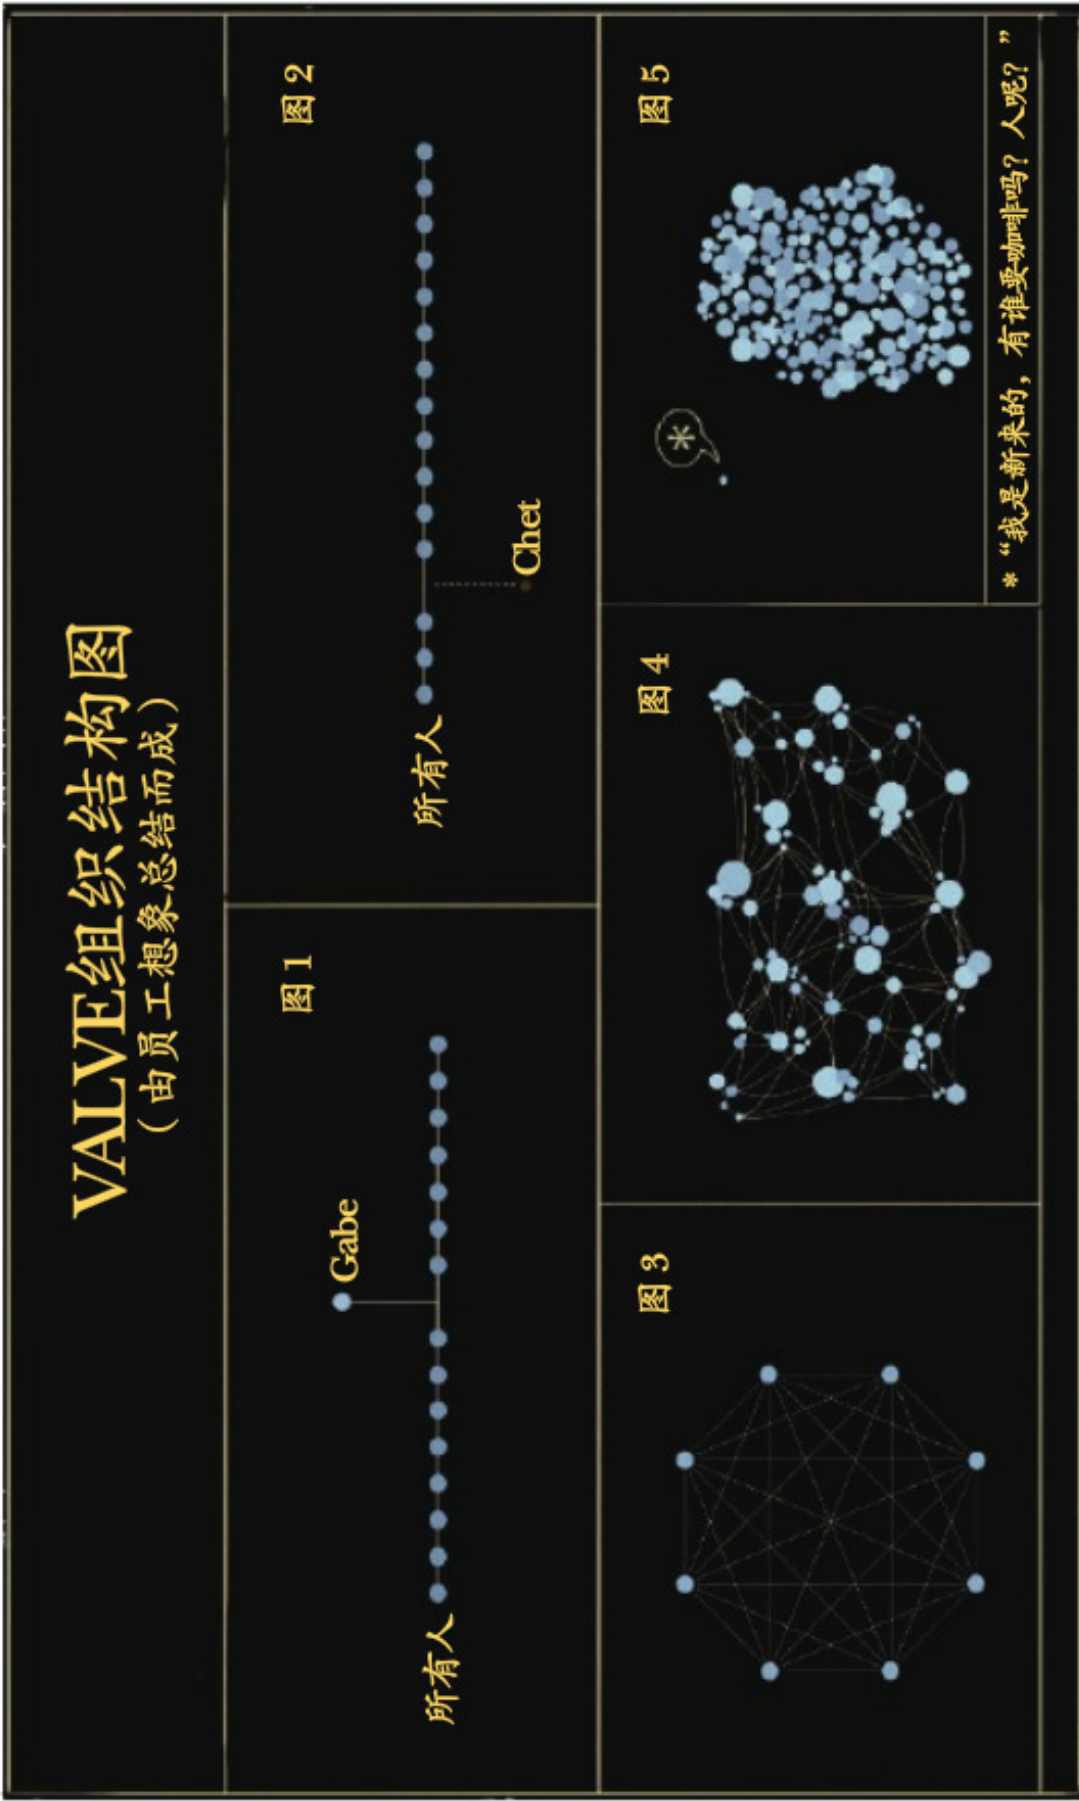 VALVE组织结构图
(由员工想象总结而成)
图 1
Gabe
所有人
图 2
所有人
Chet
图 3
图 4
图 5
*
* “我是新来的，有谁要咖啡吗？人呢？”